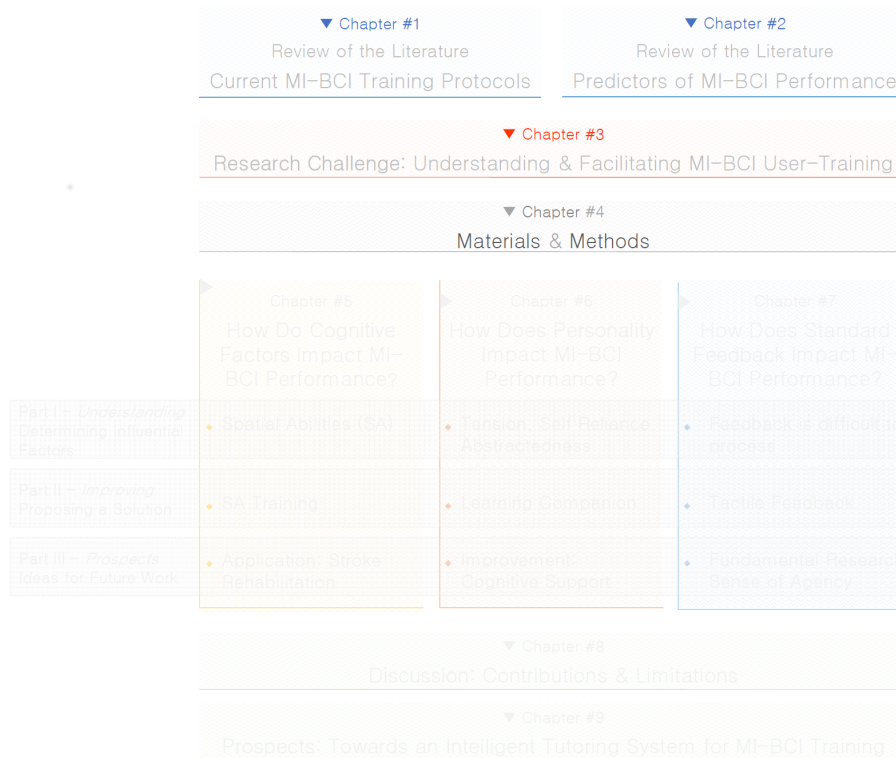 ▼ Chapter #1
Review of the Literature
Current MI-BCI Training Protocols
▼ Chapter #2
Review of the Literature
Predictors of MI-BCI Performance
▼ Chapter #3
Research Challenge: Understanding & Facilitating MI-BCI User-Training
▼ Chapter #4
Materials & Methods
Chapter #5
How Do Cognitive
Factors Impact MI-
BCI Performance?
Chapter #6
How Does Personality
Impact MI-BCI
Performance?
Chapter #7
How Does Standard
Feedback Impact MI-
BCI Performance?
Part I - Understanding
Determining Influential
Factors
• Spatial Abilities (SA)
• Tension, Self-Reliance,
Abstractedness
• Feedback is difficult to
process
Part II - Improving
Proposing a Solution
• SA Training
• Learning Companion
• Tactile Feedback
Part III - Prospects
Ideas for Future Work
• Application: Stroke
Rehabilitation
• Improvement:
Cognitive Support
• Fundamental Research
Sense of Agency
▼ Chapter #8
Discussion: Contributions & Limitations
▼ Chapter #9
Prospects: Towards an Intelligent Tutoring System for MI-BCI Training